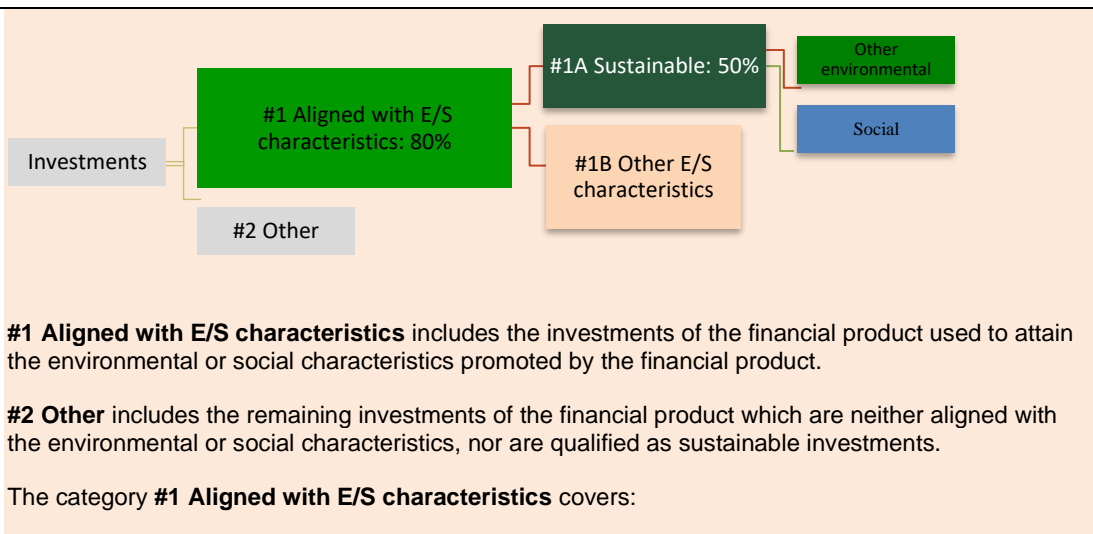 Investments
#1 Aligned with E/S
characteristics: 80%
#2 Other
#1A Sustainable: 50%
#1B Other E/S
characteristics
Other
environmental
Social
#1 Aligned with E/S characteristics includes the investments of the financial product used to attain
the environmental or social characteristics promoted by the financial product.
#2 Other includes the remaining investments of the financial product which are neither aligned with
the environmental or social characteristics, nor are qualified as sustainable investments.
The category #1 Aligned with E/S characteristics covers: